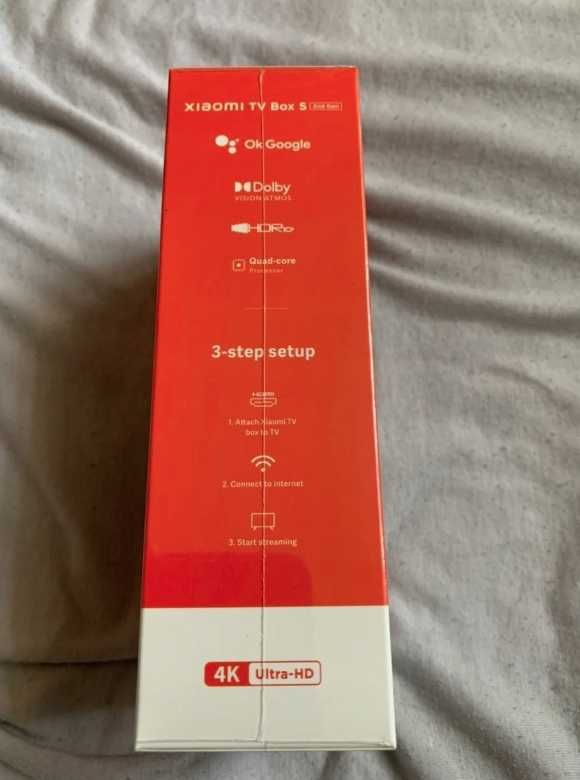 xiaomi TV Box S 2nd Gen
Ok Google
Dolby
VISION·ATMOS
HDR10+
Quad-core
Processor
3-step setup
HDMI
1. Attach Xiaomi TV
box to TV
2. Connect to internet
3. Start streaming
4K Ultra-HD